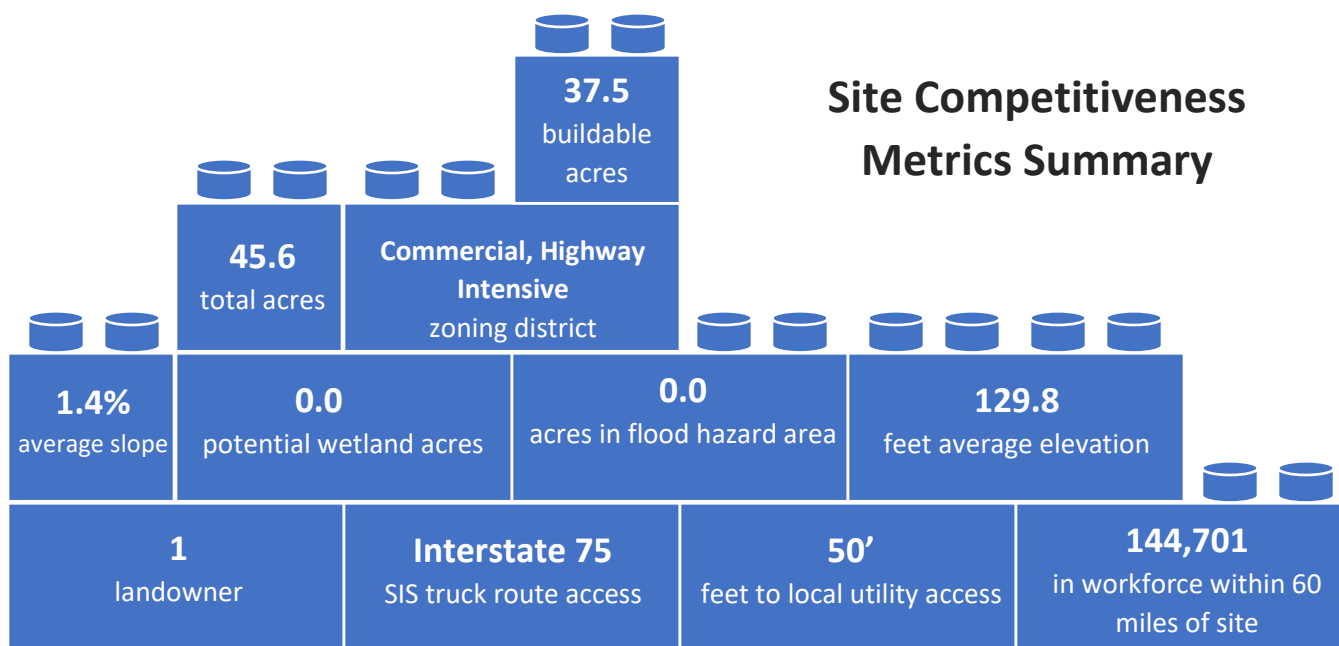 37.5
buildable
acres
Site Competitiveness
Metrics Summary
45.6
total acres
Commercial, Highway
Intensive
zoning district
1.4%
average slope
0.0
potential wetland acres
0.0
acres in flood hazard area
129.8
feet average elevation
1
landowner
Interstate 75
SIS truck route access
50’
feet to local utility access
144,701
in workforce within 60
miles of site